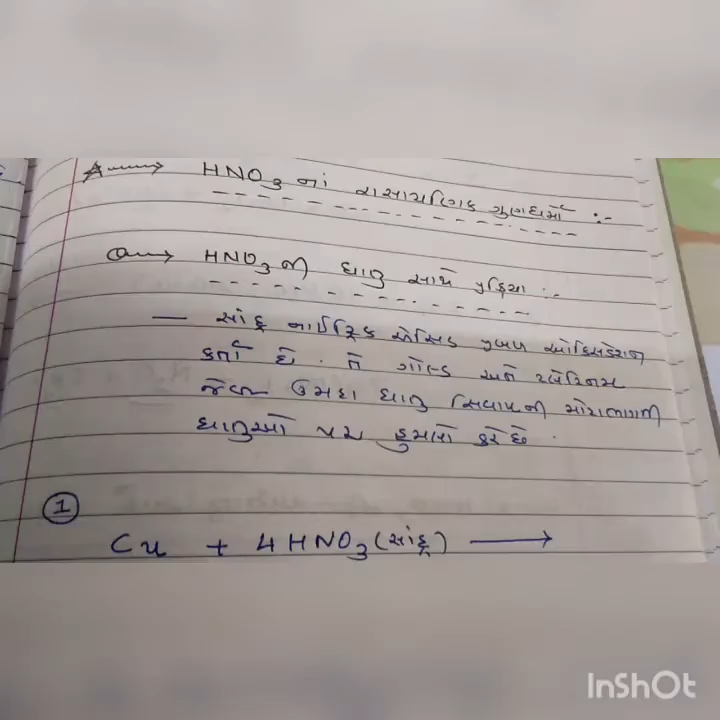 A → HNO3 નાં રાસાયણિક ગુણધર્મો :-
→ HNO3 ની ધાતુ સાથે પ્રક્રિયા :-
— સાંદ્ર નાઈટ્રિક એસિડ પ્રબળ ઓક્સિડેશન
કર્તા છે. તે ગોલ્ડ અને પ્લેટિનમ
જેવી ઉમદા ધાતુ સિવાયની મોટાભાગની
ધાતુઓ પર હુમલો કરે છે.
1
Cu + 4HNO3 (સાંદ્ર) →
InShOt